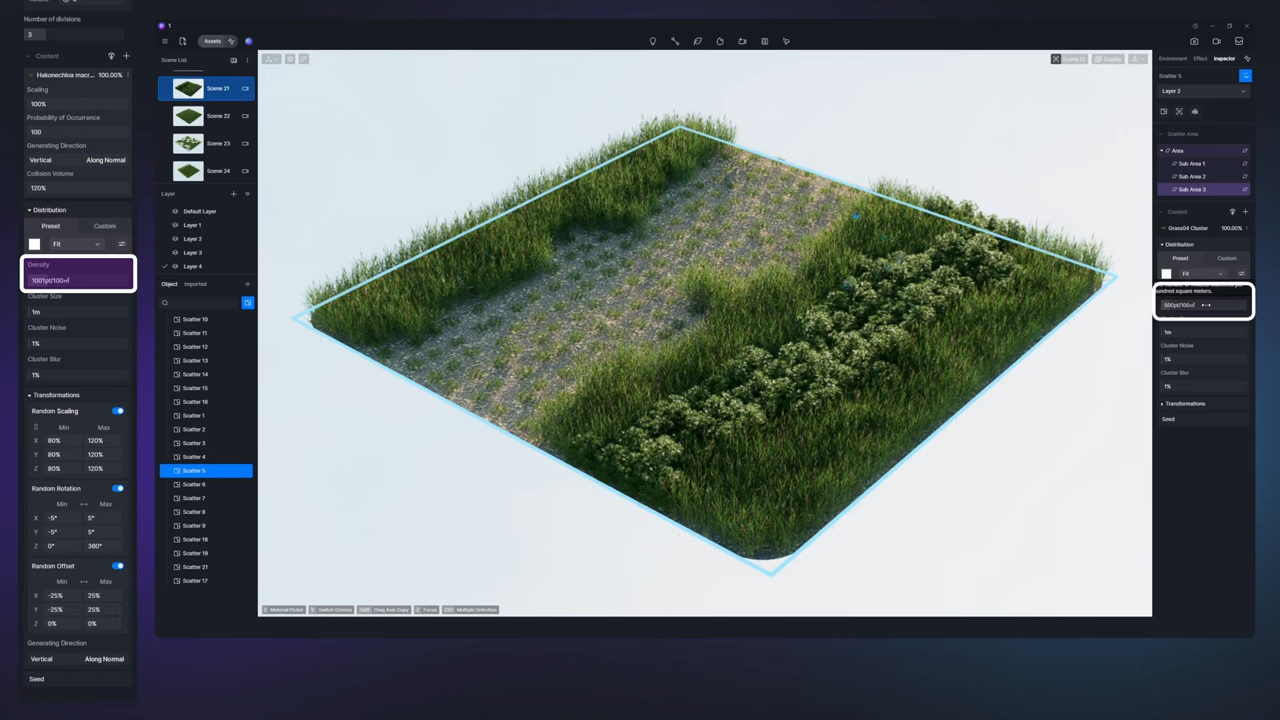 Number of divisions
3
Content
Hakonechloa macr... 100.00%
Scaling
100%
Probability of Occurrence
100
Generating Direction
Vertical Along Normal
Collision Volume
120%
Distribution
Preset Custom
Fit
Density
1001pt/100㎡
Cluster Size
1m
Cluster Noise
1%
Cluster Blur
1%
Transformations
Random Scaling
Min Max
X 80% 120%
Y 80% 120%
Z 80% 120%
Random Rotation
Min Max
X -5° 5°
Y -5° 5°
Z 0° 360°
Random Offset
Min Max
X -25% 25%
Y -25% 25%
Z 0% 0%
Generating Direction
Vertical Along Normal
Seed
1
Assets
Scene List
Scene 21
Scene 22
Scene 23
Scene 24
Layer
Default Layer
Layer 1
Layer 2
Layer 3
Layer 4
Object Imported
Scatter 10
Scatter 11
Scatter 12
Scatter 13
Scatter 14
Scatter 15
Scatter 16
Scatter 1
Scatter 2
Scatter 3
Scatter 4
Scatter 5
Scatter 6
Scatter 7
Scatter 8
Scatter 9
Scatter 18
Scatter 19
Scatter 21
Scatter 17
Scene 21 Display
I Material Picker Switch Gizmos Shift Drag Axis Copy F Focus Ctrl Multiple Selection
Environment Effect Inspector
Scatter 5
Layer 2
Scatter Area
Area
Sub Area 1
Sub Area 2
Sub Area 3
Content
Grass04 Cluster 100.00%
Distribution
Preset Custom
Fit
hundred square meters.
500pt/100㎡
1m
Cluster Noise
1%
Cluster Blur
1%
Transformations
Seed